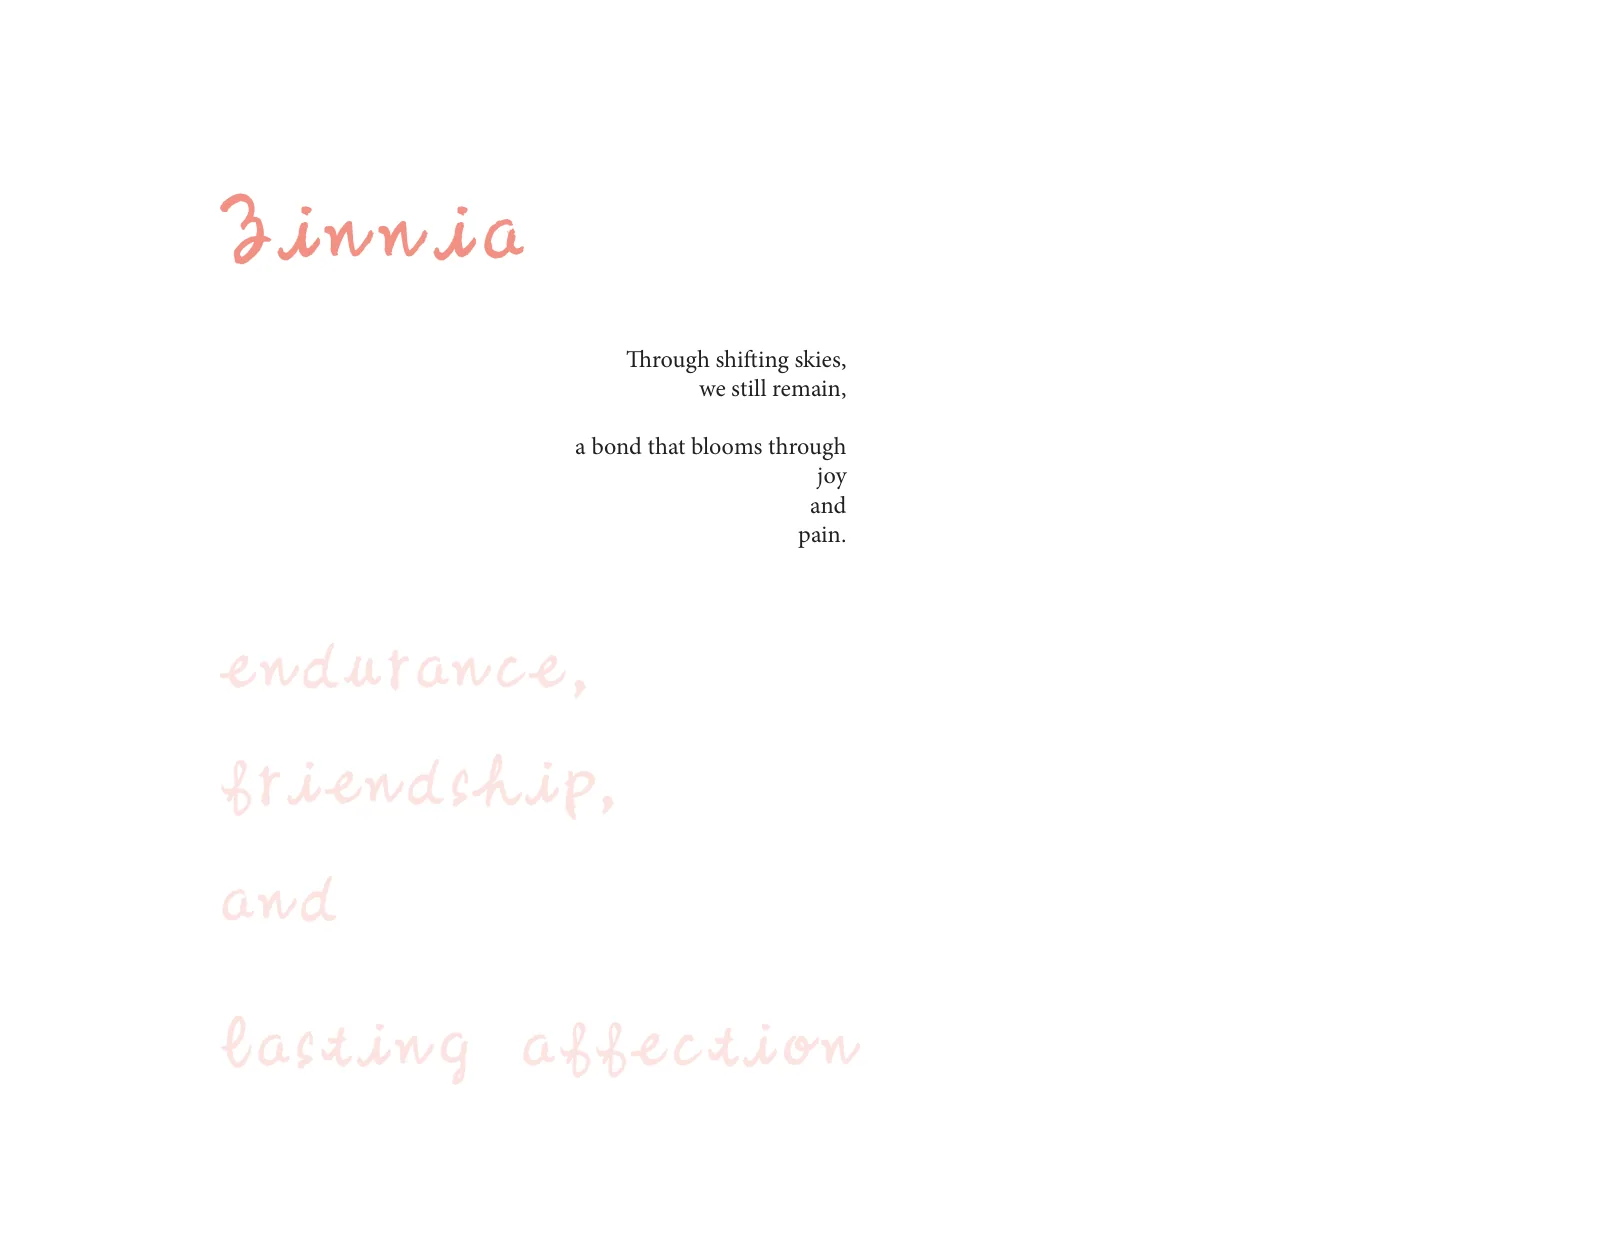 Zinnia
Through shifting skies,
we still remain,
a bond that blooms through
joy
and
pain.
endurance,
friendship,
and
lasting affection